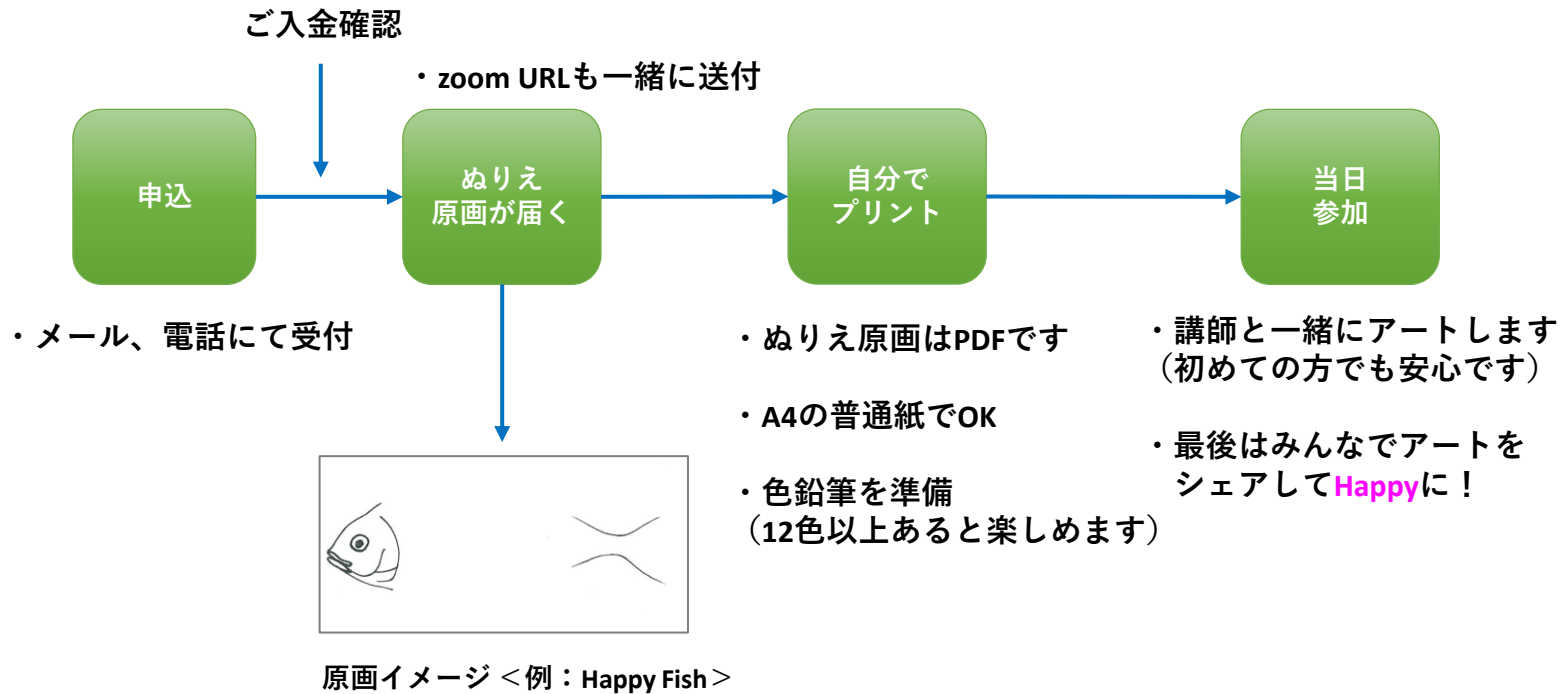 ご入金確認
・zoom URLも一緒に送付
申込
ぬりえ
原画が届く
自分で
プリント
当日
参加
・メール、電話にて受付
・ぬりえ原画はPDFです
・A4の普通紙でOK
・色鉛筆を準備
（12色以上あると楽しめます）
・講師と一緒にアートします
（初めての方でも安心です）
・最後はみんなでアートを
シェアしてHappyに！
原画イメージ＜例：Happy Fish＞